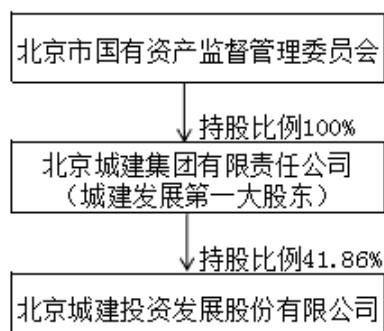 北京市国有资产监督管理委员会
持股比例100%
北京城建集团有限责任公司
（城建发展第一大股东）
持股比例41.86%
北京城建投资发展股份有限公司